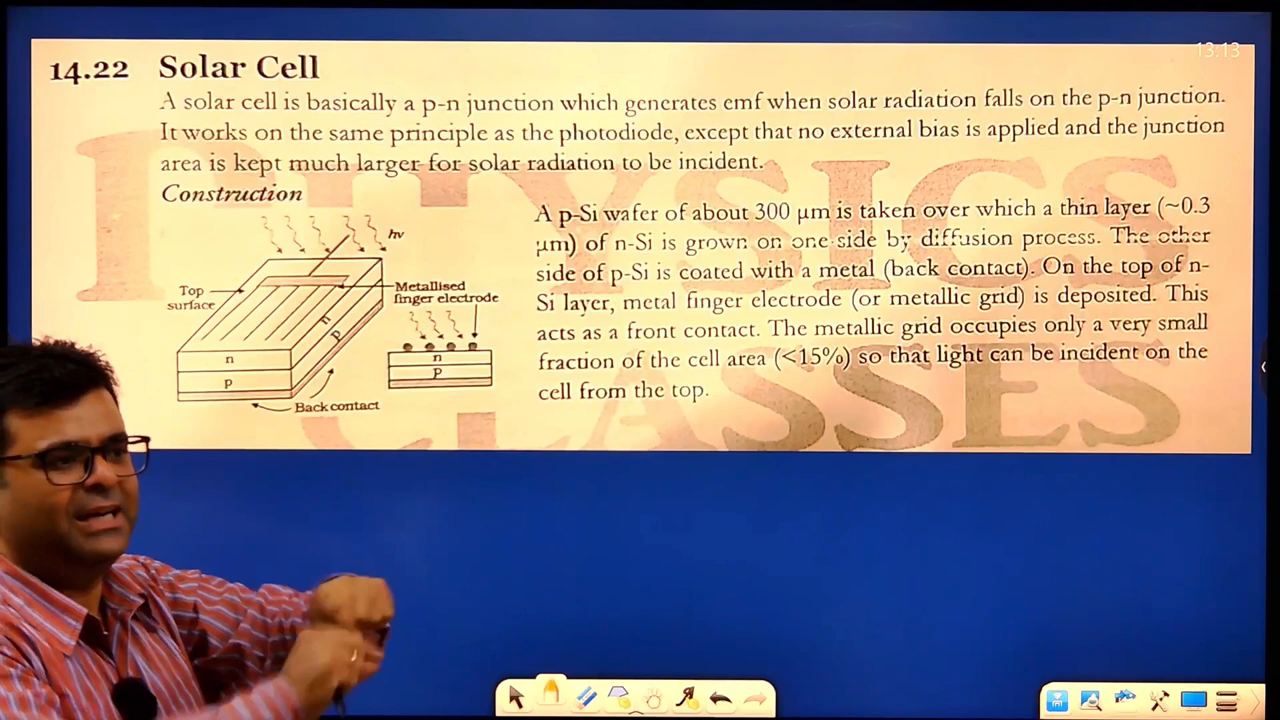 13:13
14.22 Solar Cell
A solar cell is basically a p-n junction which generates emf when solar radiation falls on the p-n junction.
It works on the same principle as the photodiode, except that no external bias is applied and the junction
area is kept much larger for solar radiation to be incident.
Construction
hν
Top
surface
Metallised
finger electrode
n
p
n
p
n
p
Back contact
A p-Si wafer of about 300 μm is taken over which a thin layer (~0.3
μm) of n-Si is grown on one-side by diffusion process. The other
side of p-Si is coated with a metal (back contact). On the top of n-
Si layer, metal finger electrode (or metallic grid) is deposited. This
acts as a front contact. The metallic grid occupies only a very small
fraction of the cell area (<15%) so that light can be incident on the
cell from the top.
PHYSICS
CLASSES